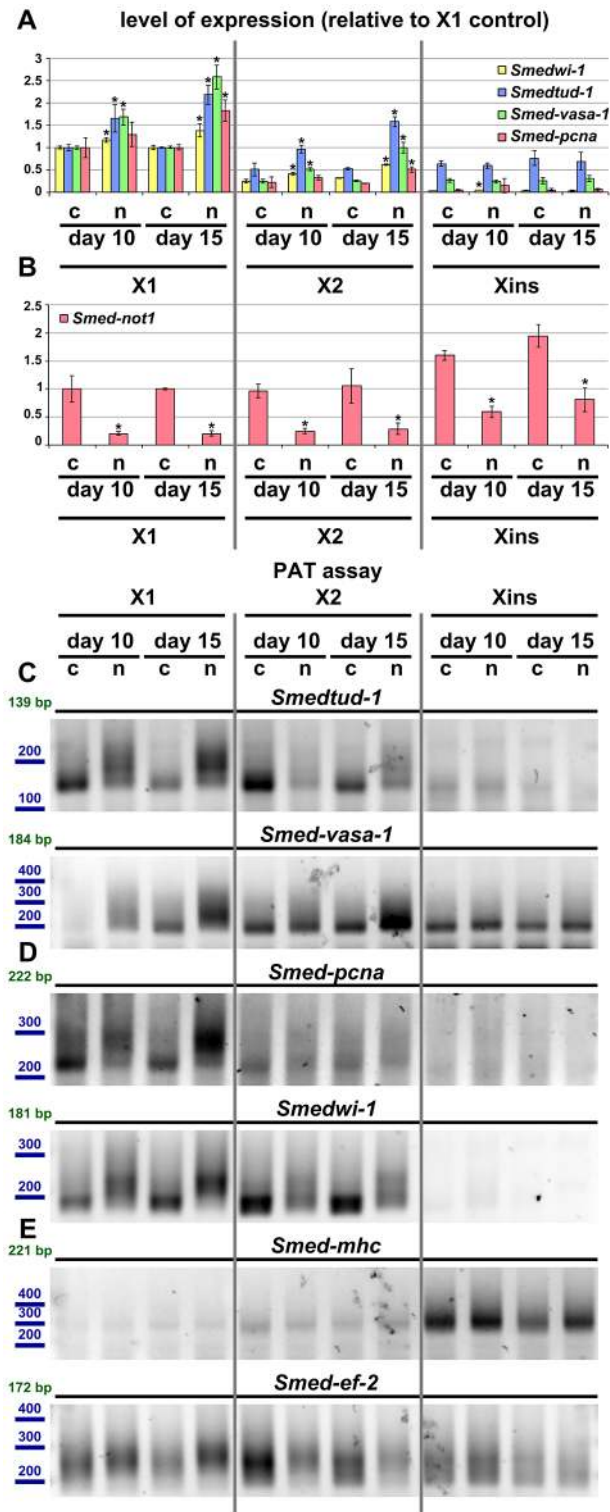 A level of expression (relative to X1 control)
3
2.5
2
1.5
1
0.5
0
Smedwi-1
Smedtud-1
Smed-vasa-1
Smed-pcna
* * * * * * * * * * * * * * *
c n c n c n c n c n c n
day 10 day 15 day 10 day 15 day 10 day 15
X1 X2 Xins
B
2.5
2
1.5
1
0.5
0
Smed-not1
* * * * * *
c n c n c n c n c n c n
day 10 day 15 day 10 day 15 day 10 day 15
X1 X2 Xins
PAT assay
X1 X2 Xins
day 10 day 15 day 10 day 15 day 10 day 15
c n c n c n c n c n c n
C
139 bp Smedtud-1
200
100
184 bp Smed-vasa-1
400
300
200
D
222 bp Smed-pcna
300
200
181 bp Smedwi-1
300
200
E
221 bp Smed-mhc
400
300
200
172 bp Smed-ef-2
400
300
200